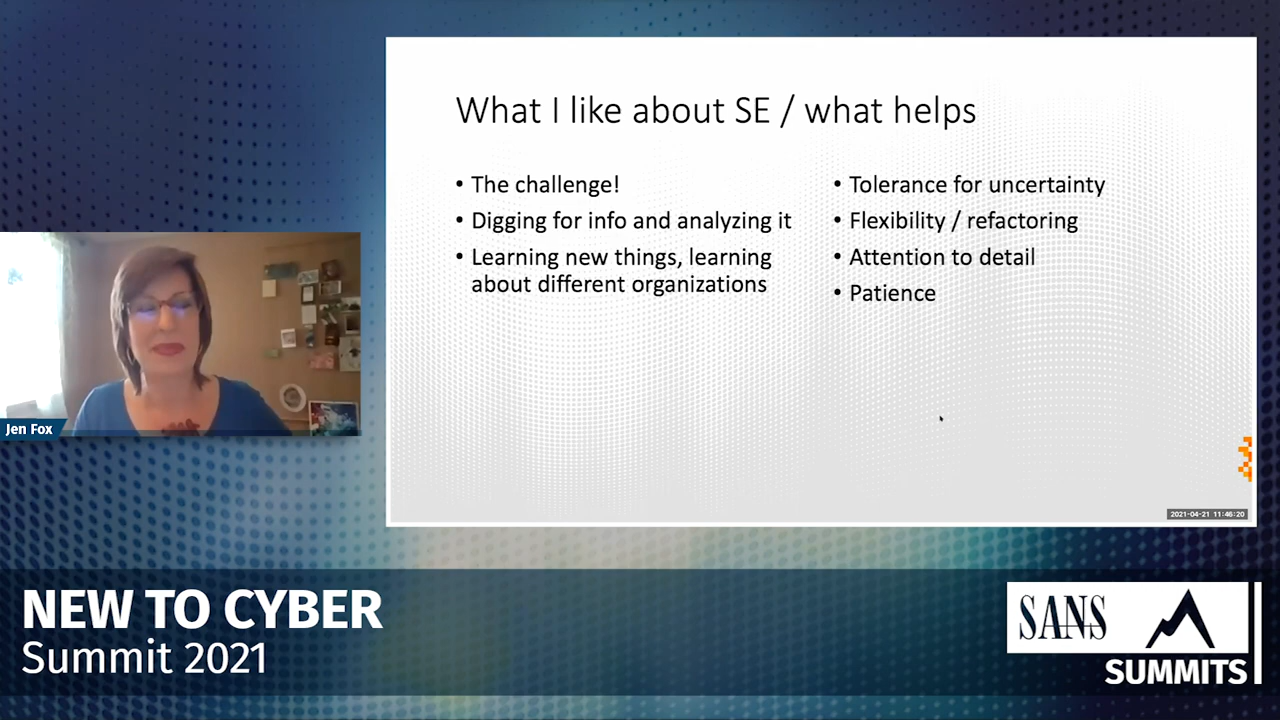 What I like about SE / what helps
• The challenge!
• Digging for info and analyzing it
• Learning new things, learning
about different organizations
• Tolerance for uncertainty
• Flexibility / refactoring
• Attention to detail
• Patience
Jen Fox
2021-04-21 11:46:20
NEW TO CYBER
Summit 2021
SANS
SUMMITS